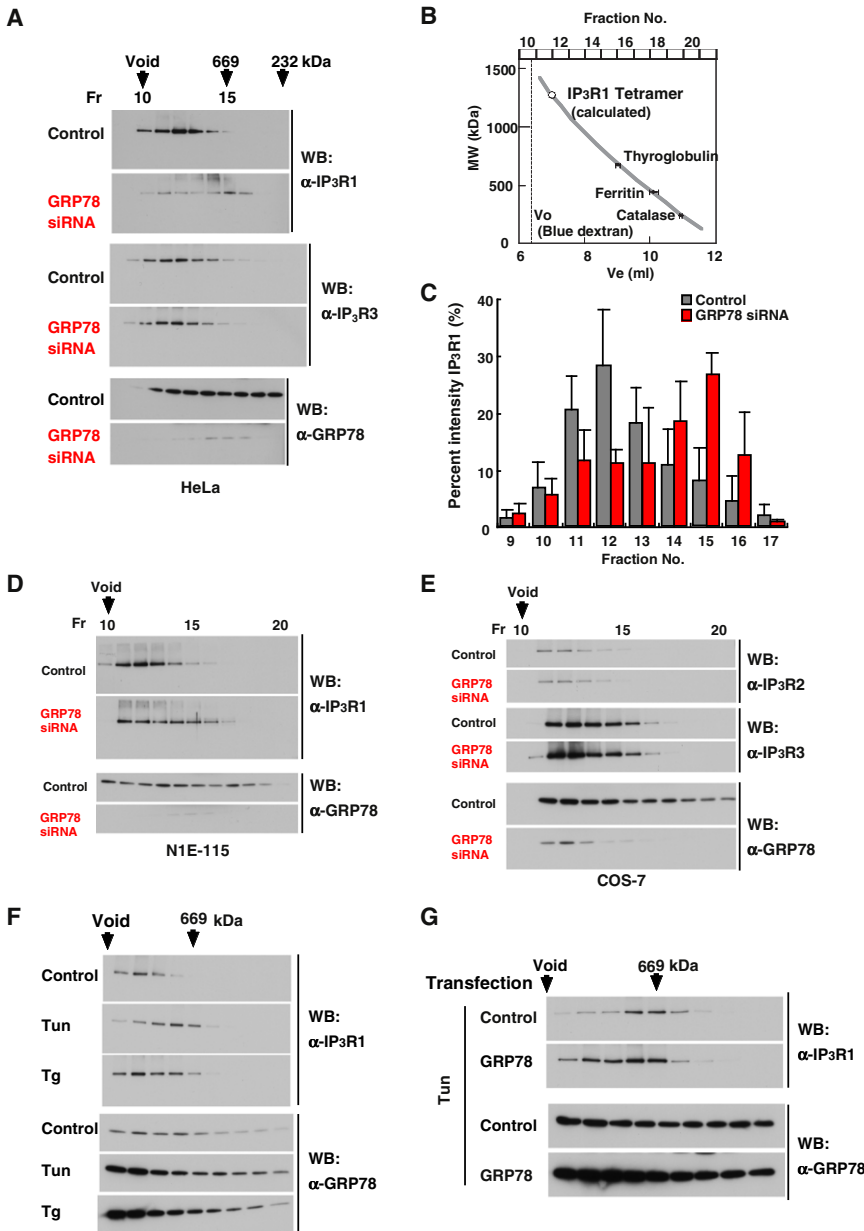 A
Void 669 232 kDa
Fr 10 15
Control
GRP78
siRNA
WB:
α-IP3R1
Control
GRP78
siRNA
WB:
α-IP3R3
Control
GRP78
siRNA
WB:
α-GRP78
HeLa
B
Fraction No.
10 11 12 13 14 15 16 17 18 19 20 21
MW (kDa)
1500
1000
500
0
IP3R1 Tetramer
(calculated)
Thyroglobulin
Ferritin
Catalase
Vo
(Blue dextran)
6 8 10 12
Ve (ml)
C
Percent intensity IP3R1 (%)
40
30
20
10
0
Control
GRP78 siRNA
9 10 11 12 13 14 15 16 17
Fraction No.
D
Void
Fr 10 15 20
Control
GRP78
siRNA
WB:
α-IP3R1
Control
GRP78
siRNA
WB:
α-GRP78
N1E-115
E
Void
Fr 10 15 20
Control
GRP78
siRNA
WB:
α-IP3R2
Control
GRP78
siRNA
WB:
α-IP3R3
Control
GRP78
siRNA
WB:
α-GRP78
COS-7
F
Void 669 kDa
Control
Tun
Tg
WB:
α-IP3R1
Control
Tun
Tg
WB:
α-GRP78
G
Void 669 kDa
Transfection
Tun
Control
GRP78
WB:
α-IP3R1
Control
GRP78
WB:
α-GRP78